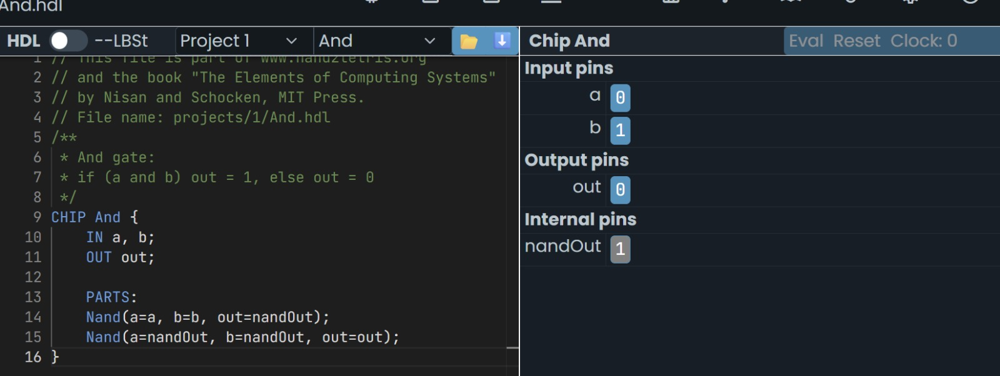 And.hdl
HDL --LBSt Project 1 And
1 // This file is part of www.nand2tetris.org
2 // and the book "The Elements of Computing Systems"
3 // by Nisan and Schocken, MIT Press.
4 // File name: projects/1/And.hdl
5 /**
6  * And gate:
7  * if (a and b) out = 1, else out = 0
8  */
9 CHIP And {
10     IN a, b;
11     OUT out;
12
13     PARTS:
14     Nand(a=a, b=b, out=nandOut);
15     Nand(a=nandOut, b=nandOut, out=out);
16 }
Chip And Eval Reset Clock: 0
Input pins
a 0
b 1
Output pins
out 0
Internal pins
nandOut 1